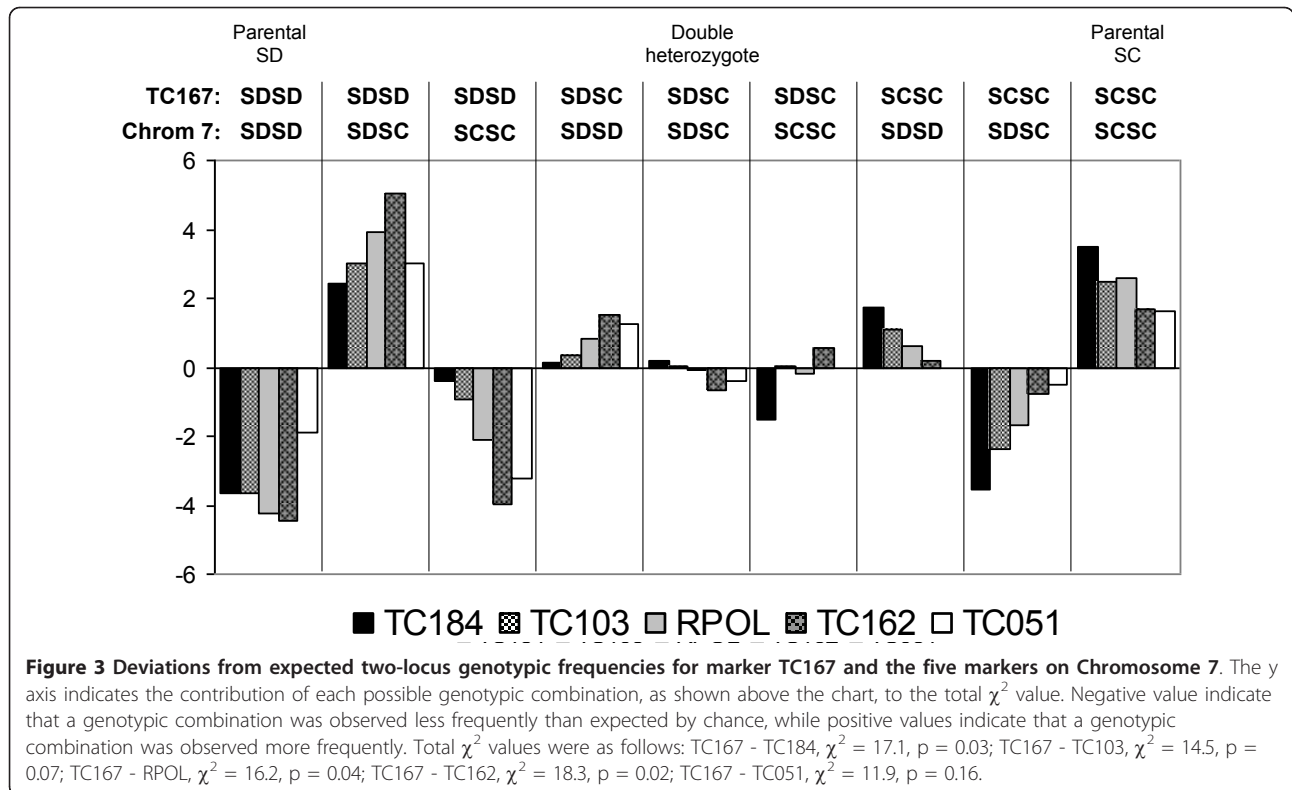 Parental Double Parental
SD heterozygote SC
TC167: SDSD SDSD SDSD SDSC SDSC SDSC SCSC SCSC SCSC
Chrom 7: SDSD SDSC SCSC SDSD SDSC SCSC SDSD SDSC SCSC
6
4
2
0
-2
-4
-6
TC184 TC103 RPOL TC162 TC051
Figure 3 Deviations from expected two-locus genotypic frequencies for marker TC167 and the five markers on Chromosome 7. The y
axis indicates the contribution of each possible genotypic combination, as shown above the chart, to the total χ² value. Negative value indicate
that a genotypic combination was observed less frequently than expected by chance, while positive values indicate that a genotypic
combination was observed more frequently. Total χ² values were as follows: TC167 - TC184, χ² = 17.1, p = 0.03; TC167 - TC103, χ² = 14.5, p =
0.07; TC167 - RPOL, χ² = 16.2, p = 0.04; TC167 - TC162, χ² = 18.3, p = 0.02; TC167 - TC051, χ² = 11.9, p = 0.16.